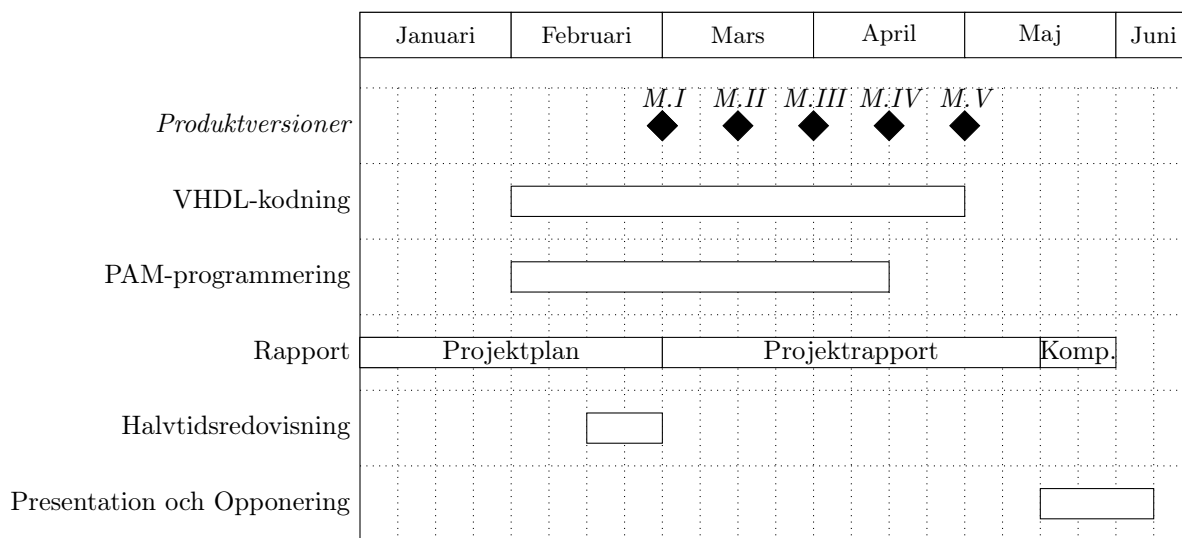 Januari Februari Mars April Maj Juni
M.I M.II M.III M.IV M.V
Produktversioner
VHDL-kodning
PAM-programmering
Rapport Projektplan Projektrapport Komp.
Halvtidsredovisning
Presentation och Opponering